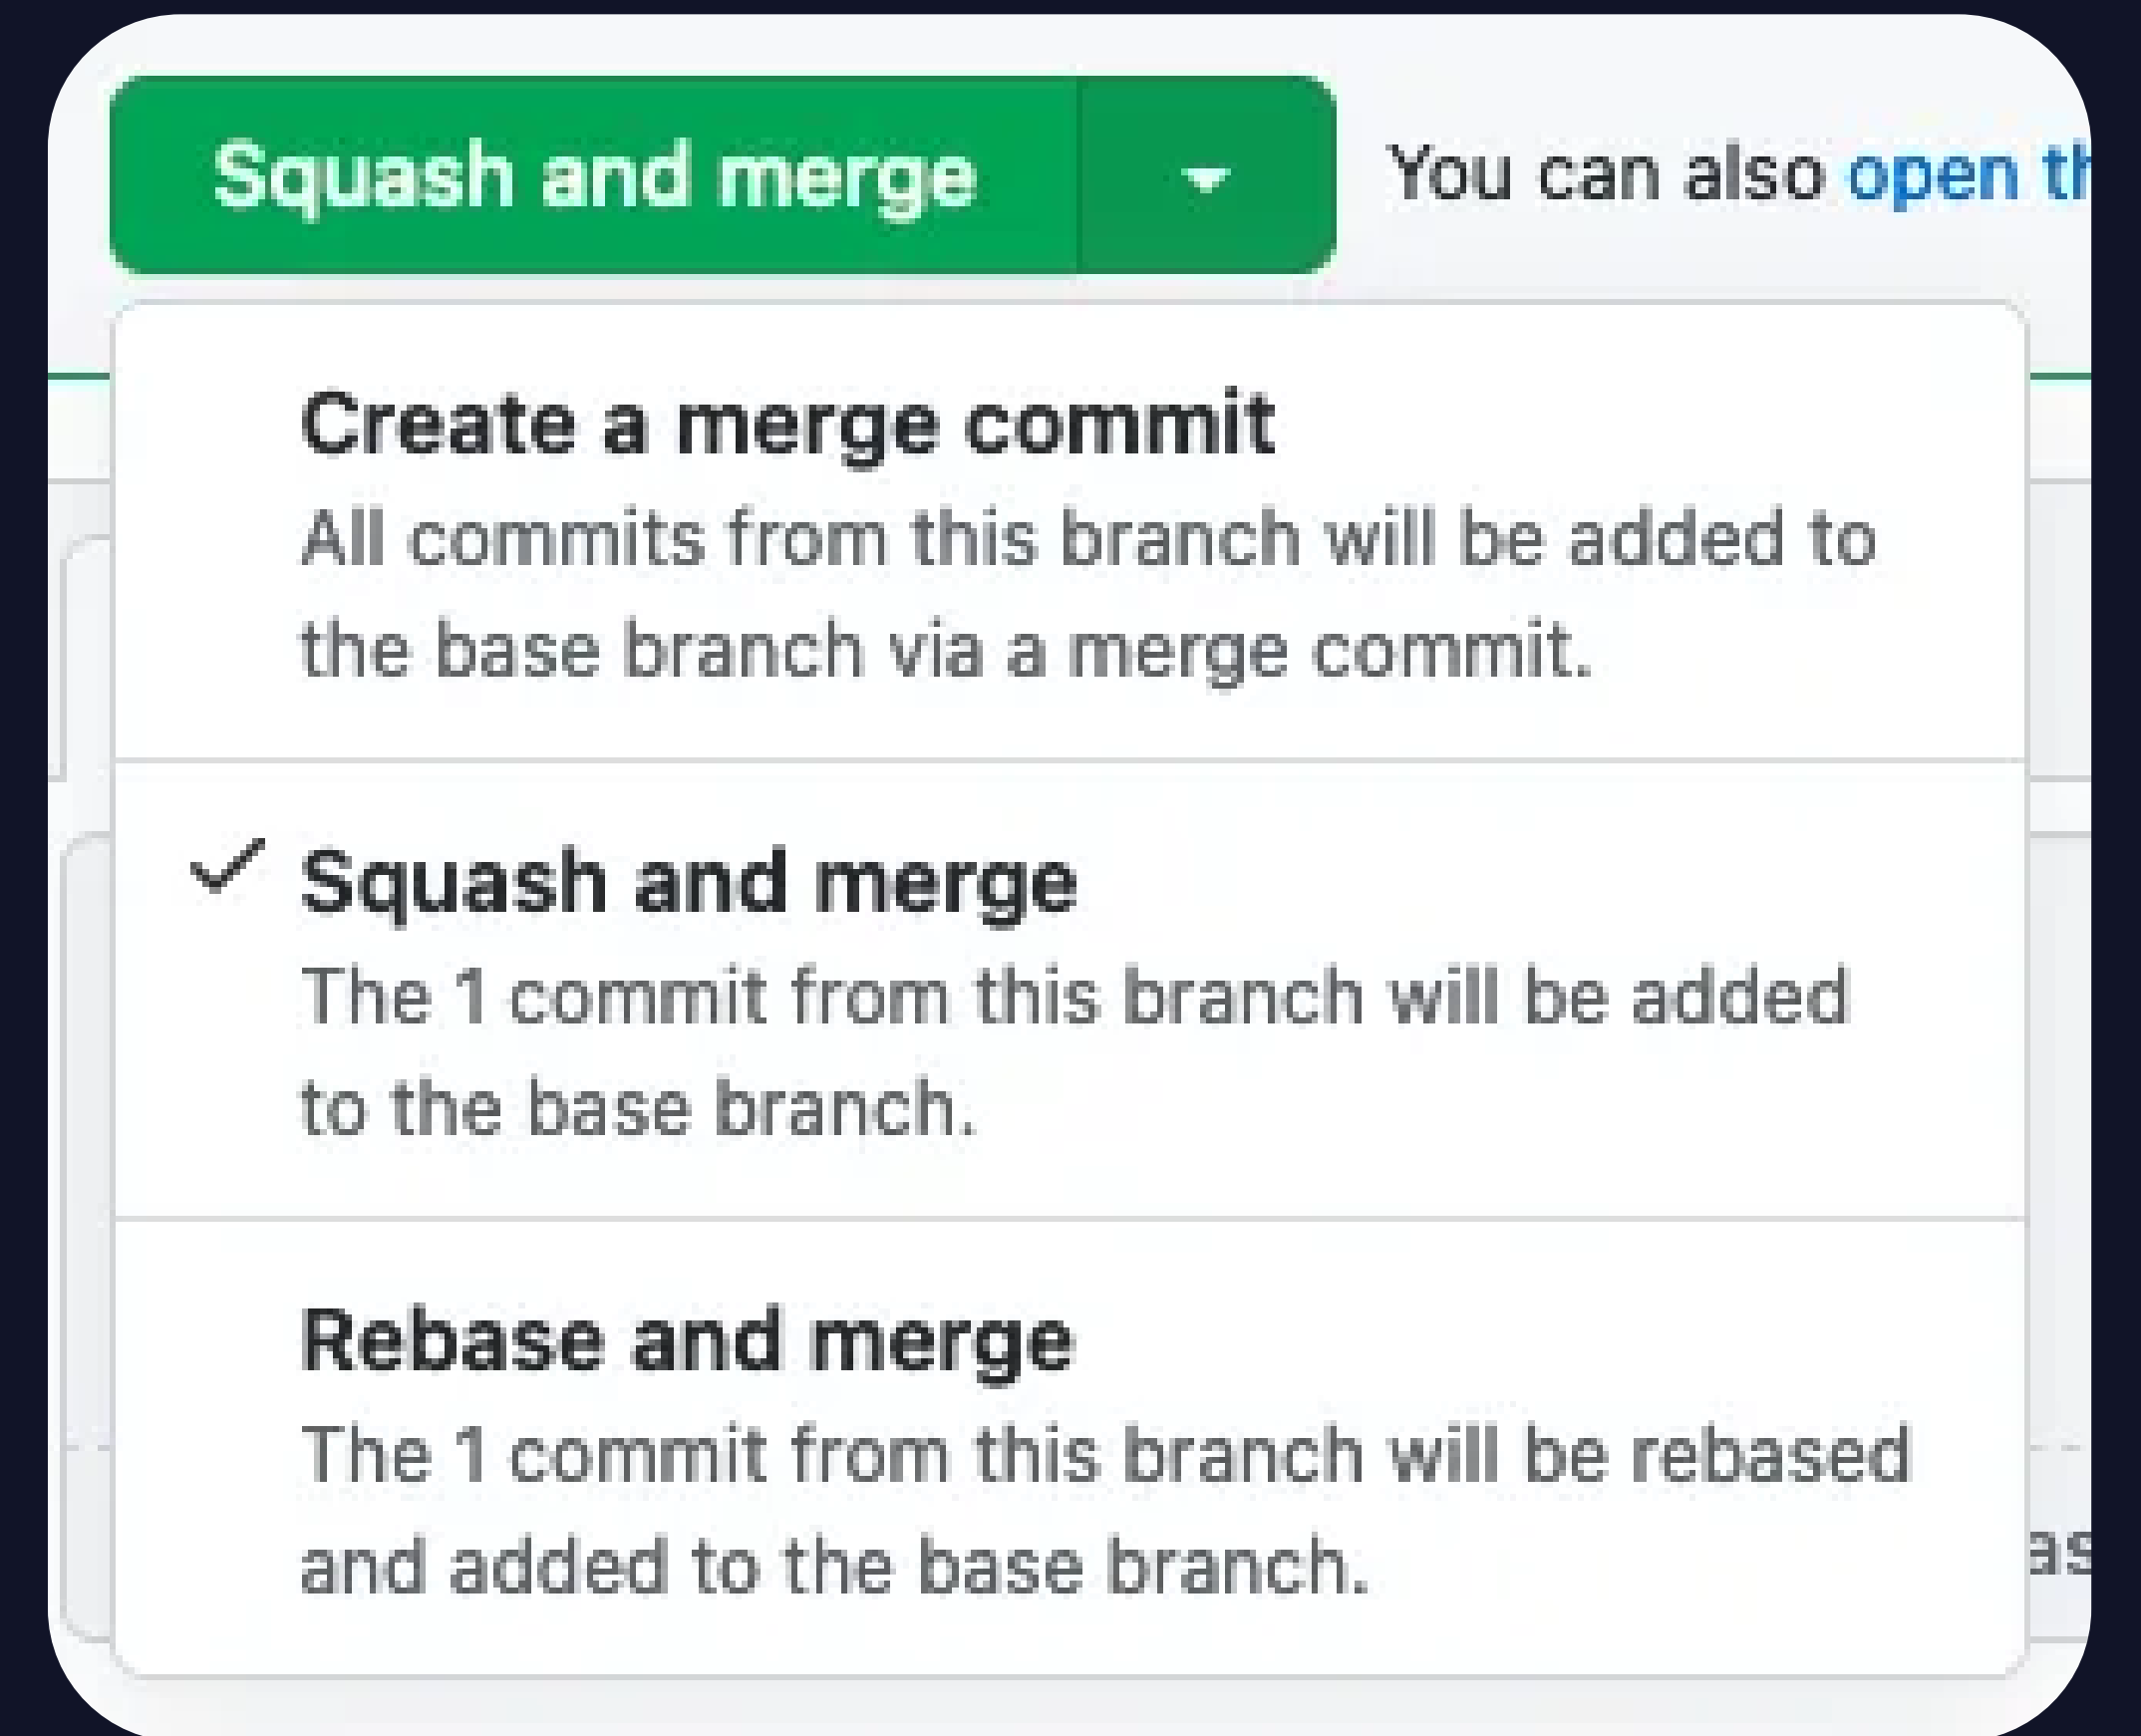 Squash and merge
You can also open th
Create a merge commit
All commits from this branch will be added to
the base branch via a merge commit.
Squash and merge
The 1 commit from this branch will be added
to the base branch.
Rebase and merge
The 1 commit from this branch will be rebased
and added to the base branch.
as